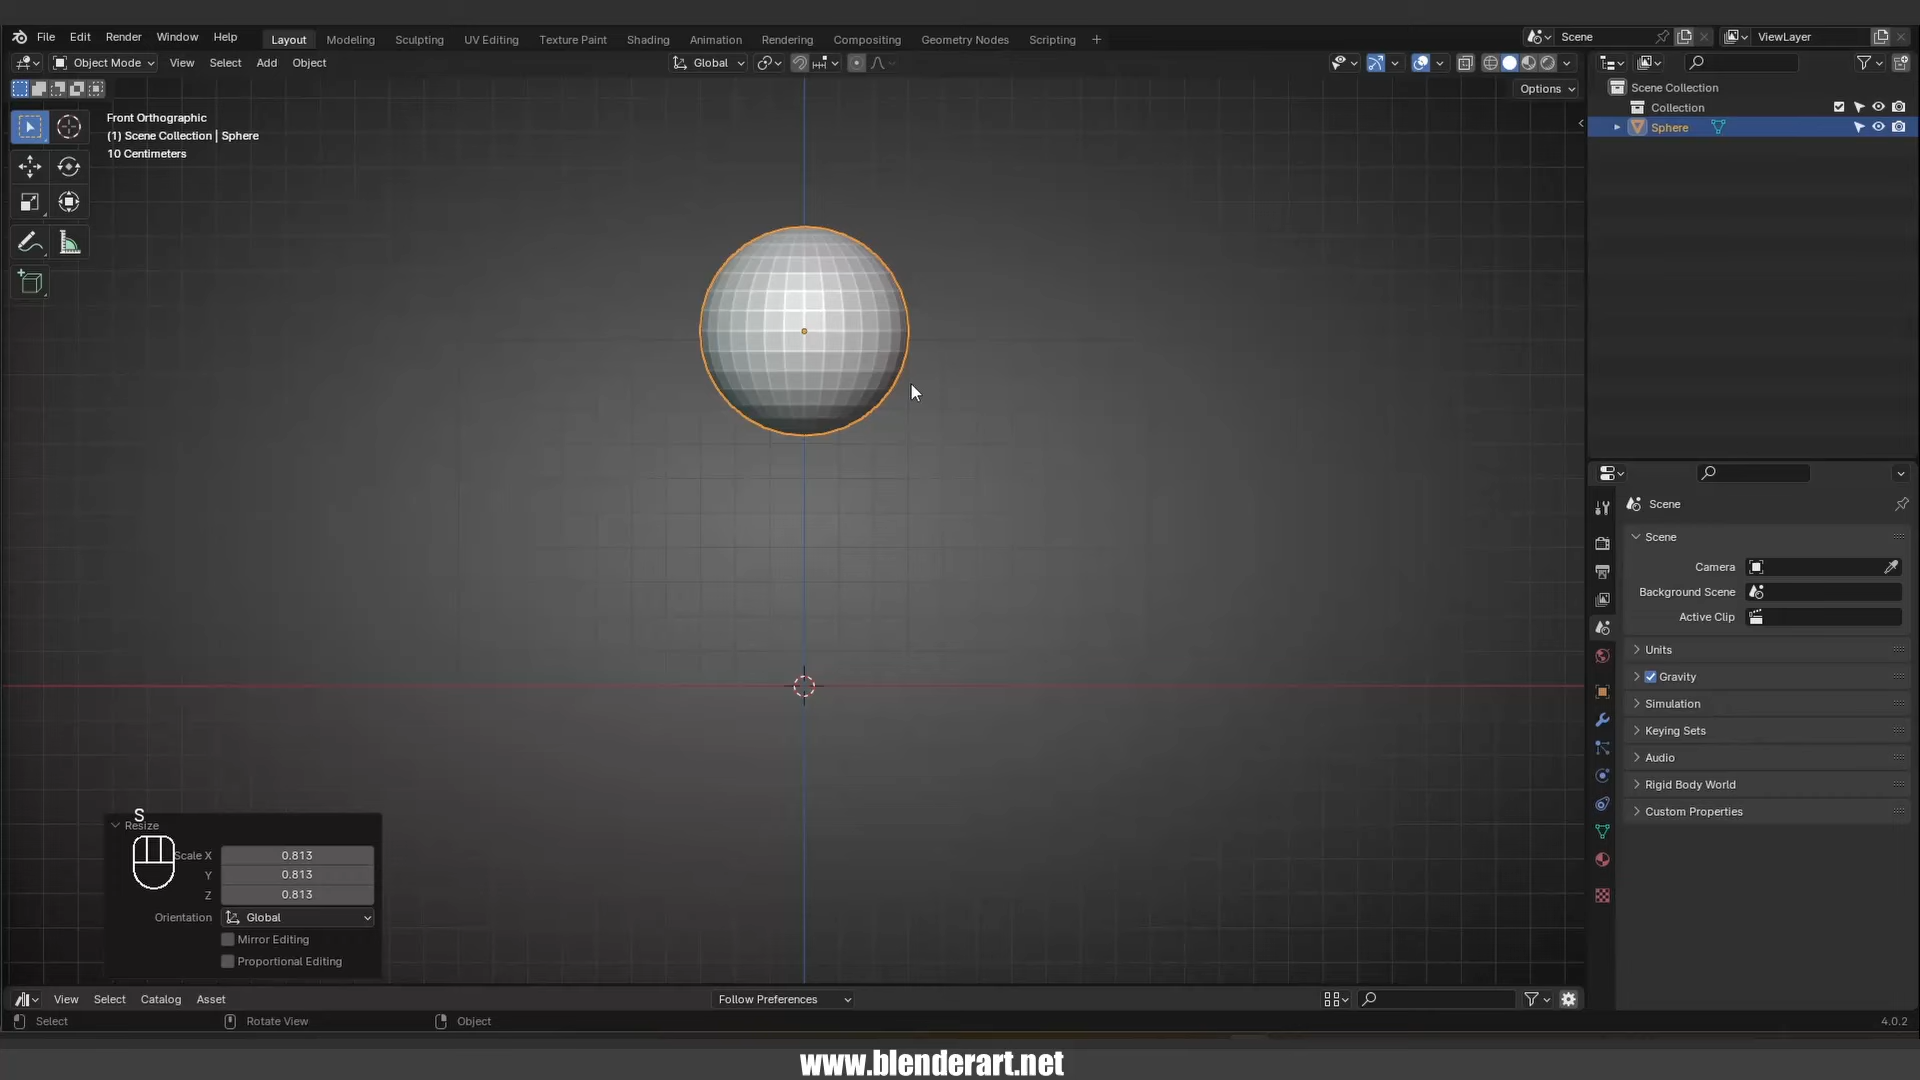 File Edit Render Window Help Layout Modeling Sculpting UV Editing Texture Paint Shading Animation Rendering Compositing Geometry Nodes Scripting + Scene ViewLayer
Object Mode View Select Add Object Global
Options
Front Orthographic
(1) Scene Collection | Sphere
10 Centimeters
Scene Collection
Collection
Sphere
Scene
Scene
Camera
Background Scene
Active Clip
Units
Gravity
Simulation
Keying Sets
Audio
Rigid Body World
Custom Properties
S
Resize
Scale X 0.813
Y 0.813
Z 0.813
Orientation Global
Mirror Editing
Proportional Editing
View Select Catalog Asset Follow Preferences
Select Rotate View Object 4.0.2
www.blenderart.net